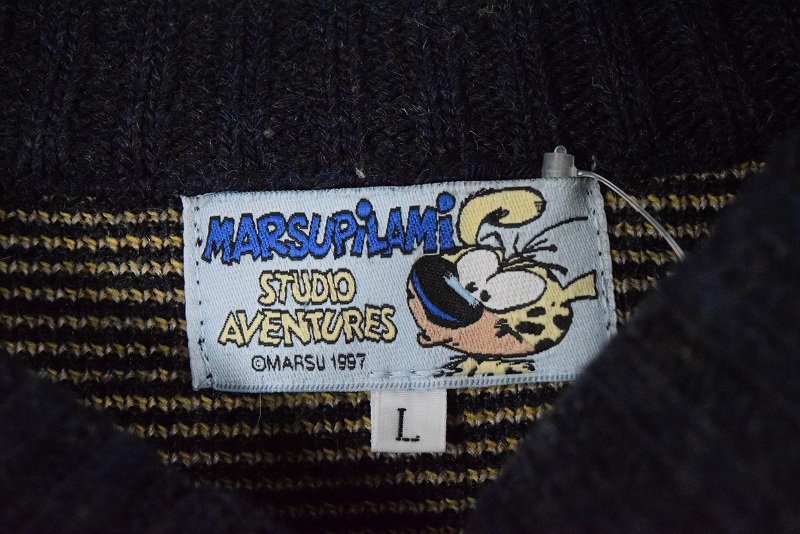 MARSUPiLAMi
STUDIO
AVENTURES
©MARSU 1997
L